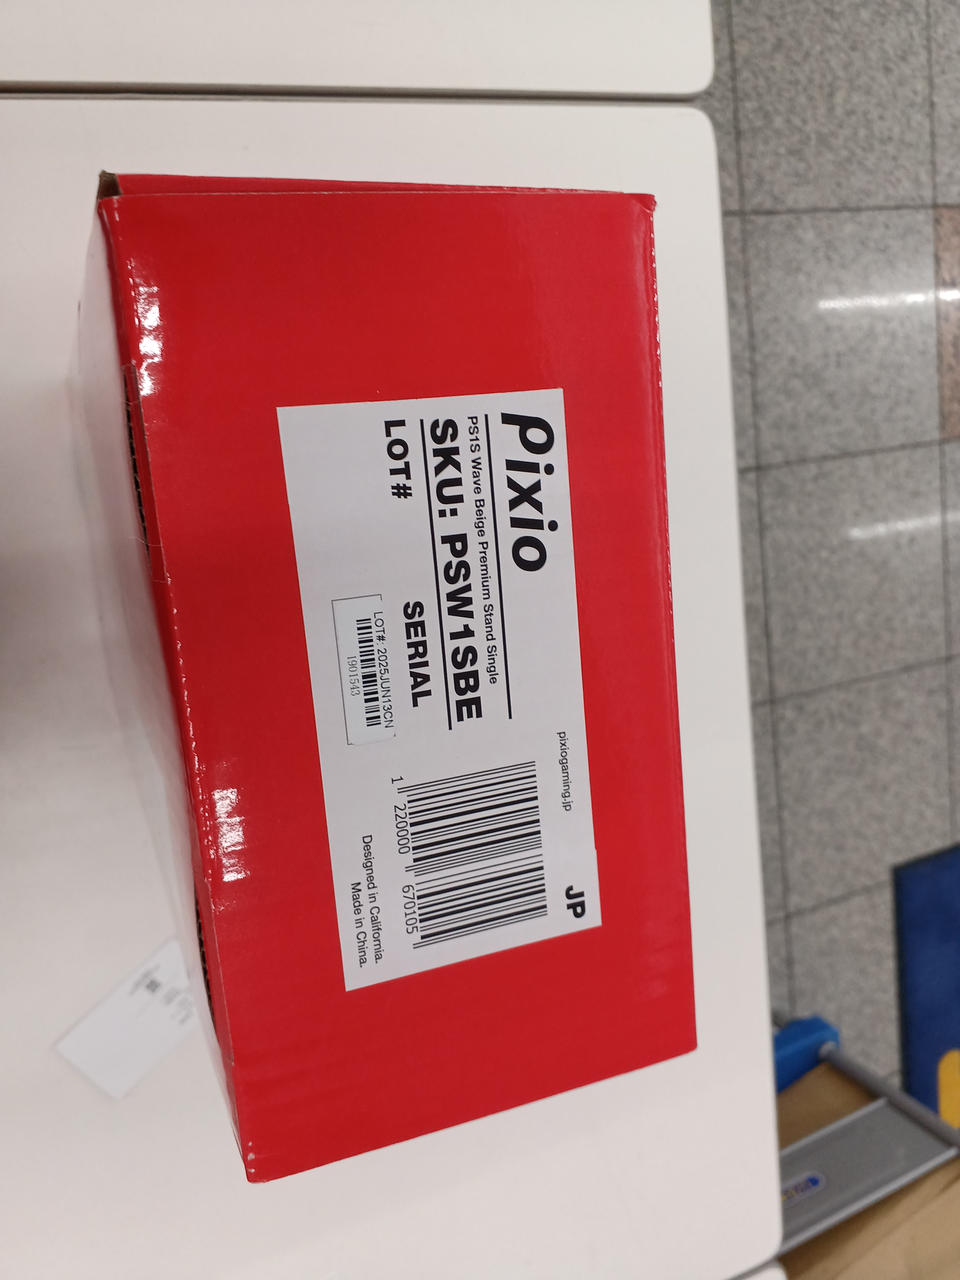 Pixio
pixiogaming.jp
JP
PS1S Wave Beige Premium Stand Single
SKU: PSW1SBE
LOT#
SERIAL
LOT#: 2025JUN13CN
1901543
1 220000 670105
Designed in California.
Made in China.